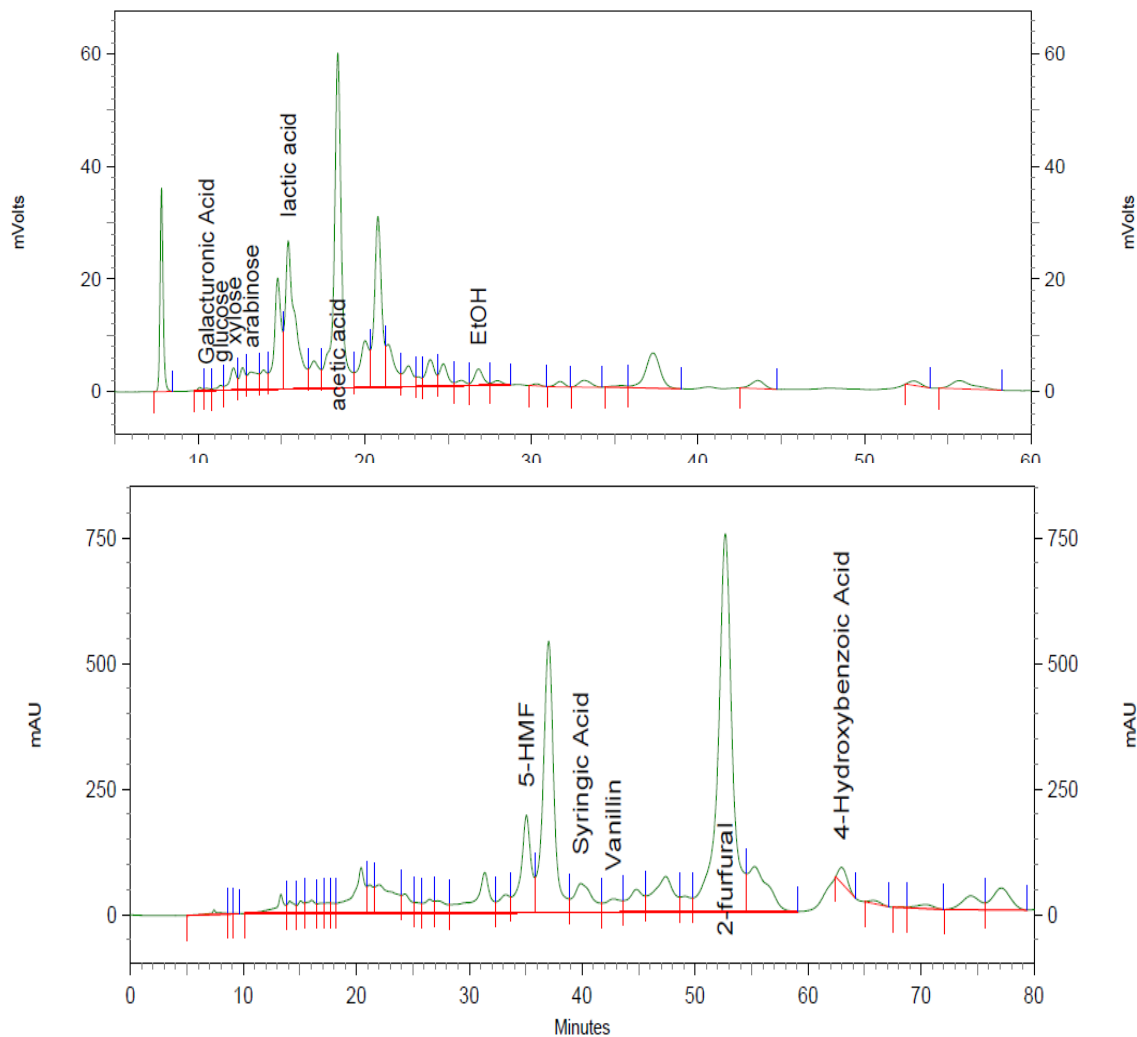 60
60
40
40
20
20
0
0
mVolts
mVolts
Galacturonic Acid
glucose
xylose
arabinose
lactic acid
acetic acid
EtOH
10
20
30
40
50
60
750
750
500
500
250
250
0
0
mAU
mAU
5-HMF
Syringic Acid
Vanillin
2-furfural
4-Hydroxybenzoic Acid
0
10
20
30
40
50
60
70
80
Minutes